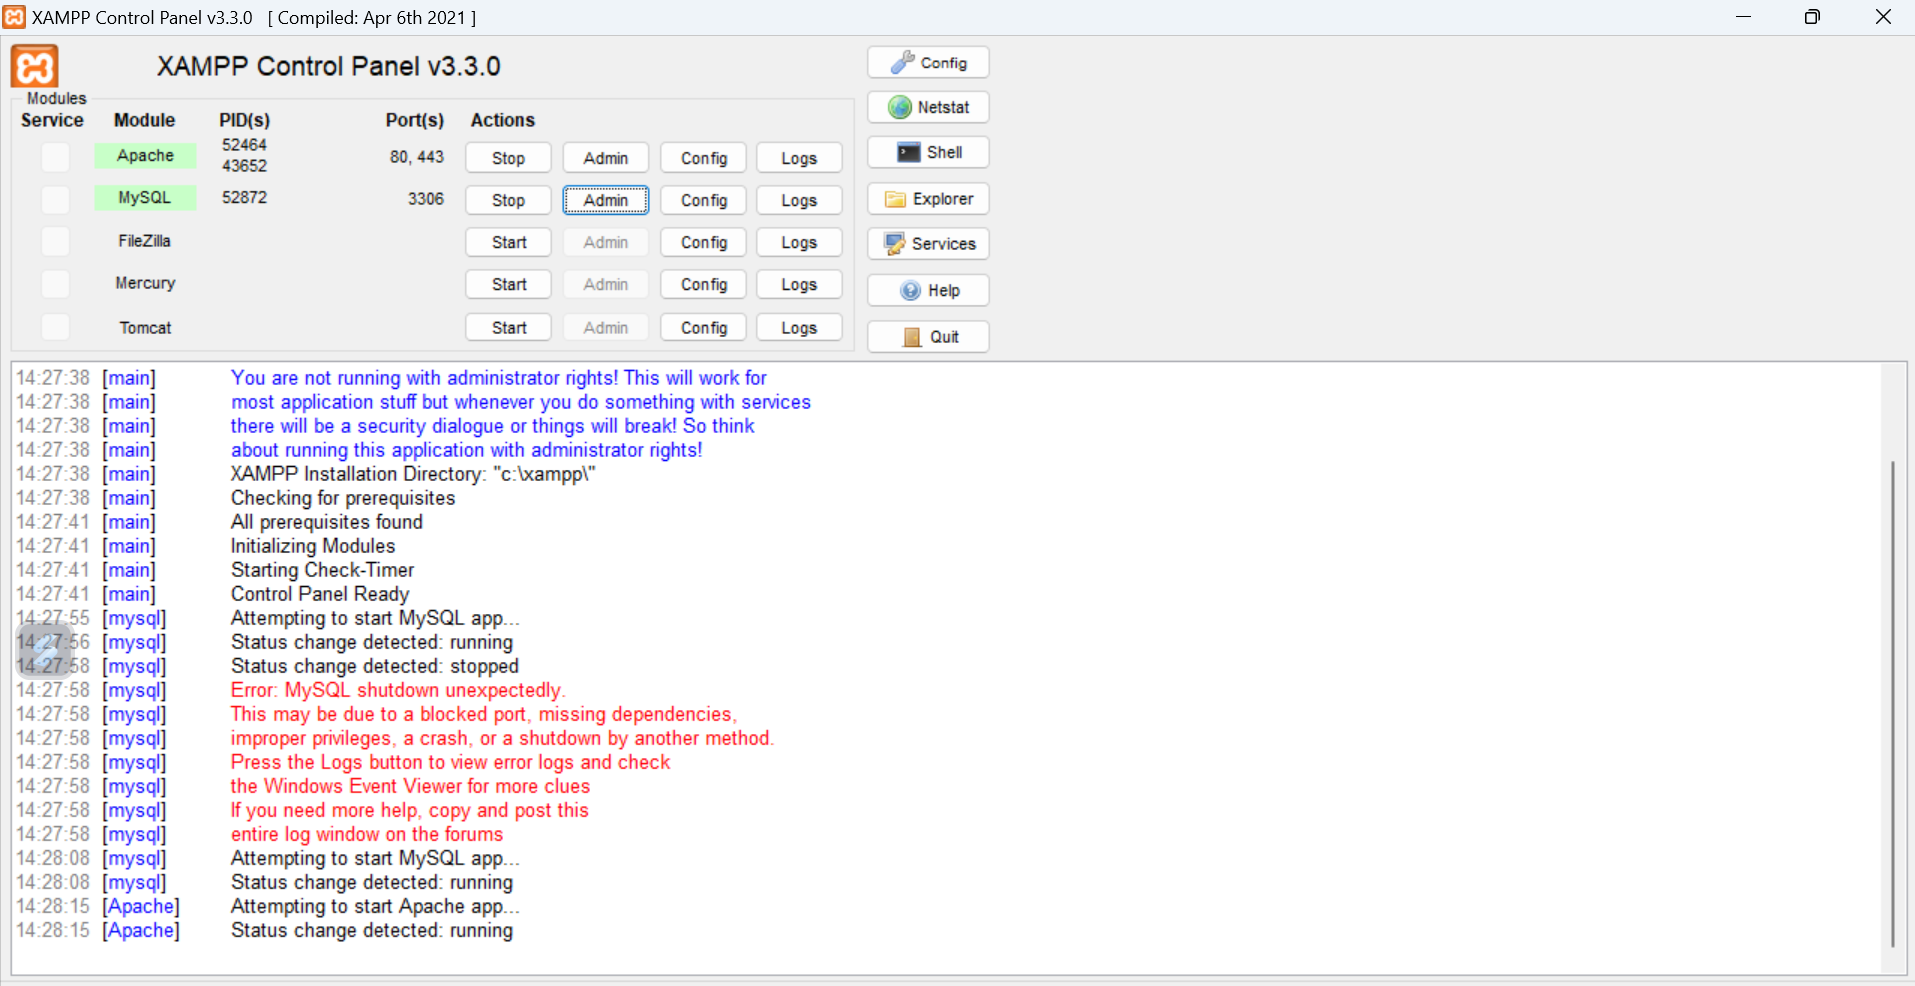 XAMPP Control Panel v3.3.0 [ Compiled: Apr 6th 2021 ]
XAMPP Control Panel v3.3.0
Config
Modules
Service Module PID(s) Port(s) Actions
Netstat
Apache 52464 43652 80, 443 Stop Admin Config Logs
Shell
MySQL 52872 3306 Stop Admin Config Logs
Explorer
FileZilla Start Admin Config Logs
Services
Mercury Start Admin Config Logs
Help
Tomcat Start Admin Config Logs
Quit
14:27:38 [main] You are not running with administrator rights! This will work for
14:27:38 [main] most application stuff but whenever you do something with services
14:27:38 [main] there will be a security dialogue or things will break! So think
14:27:38 [main] about running this application with administrator rights!
14:27:38 [main] XAMPP Installation Directory: "c:\xampp\"
14:27:38 [main] Checking for prerequisites
14:27:41 [main] All prerequisites found
14:27:41 [main] Initializing Modules
14:27:41 [main] Starting Check-Timer
14:27:41 [main] Control Panel Ready
14:27:55 [mysql] Attempting to start MySQL app...
14:27:56 [mysql] Status change detected: running
14:27:58 [mysql] Status change detected: stopped
14:27:58 [mysql] Error: MySQL shutdown unexpectedly.
14:27:58 [mysql] This may be due to a blocked port, missing dependencies,
14:27:58 [mysql] improper privileges, a crash, or a shutdown by another method.
14:27:58 [mysql] Press the Logs button to view error logs and check
14:27:58 [mysql] the Windows Event Viewer for more clues
14:27:58 [mysql] If you need more help, copy and post this
14:27:58 [mysql] entire log window on the forums
14:28:08 [mysql] Attempting to start MySQL app...
14:28:08 [mysql] Status change detected: running
14:28:15 [Apache] Attempting to start Apache app...
14:28:15 [Apache] Status change detected: running